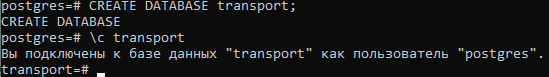 postgres=# CREATE DATABASE transport;
CREATE DATABASE
postgres=# \c transport
Вы подключены к базе данных "transport" как пользователь "postgres".
transport=#